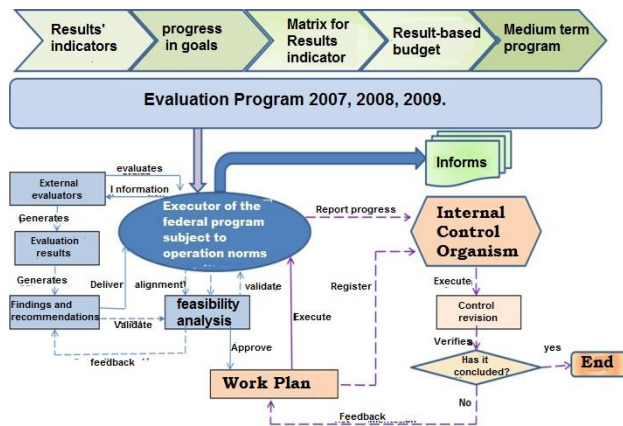 Results'
indicators
progress
in goals
Matrix for
Results
indicator
Result-based
budget
Medium term
program
Evaluation Program 2007, 2008, 2009.
evaluates
External
evaluators
I nformation
Informs
Executor of the
federal program
subject to
operation norms
Report progress
Internal
Control
Organism
Generates
Evaluation
results
Generates
Deliver
alignment
validate
Register
Execute
Control
revision
Findings and
recommendations
Validate
feasibility
analysis
Execute
Verifies
feedback
Approve
Has it
concluded?
yes
End
Work Plan
No
Feedback